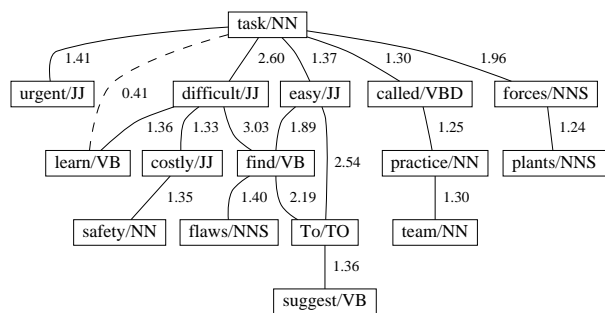 task/NN
1.41 2.60 1.37 1.30 1.96
urgent/JJ difficult/JJ easy/JJ called/VBD forces/NNS
0.41
1.36 1.33 3.03 1.89 1.25 1.24
learn/VB costly/JJ find/VB practice/NN plants/NNS
2.54
1.35 1.40 2.19 1.30
safety/NN flaws/NNS To/TO team/NN
1.36
suggest/VB